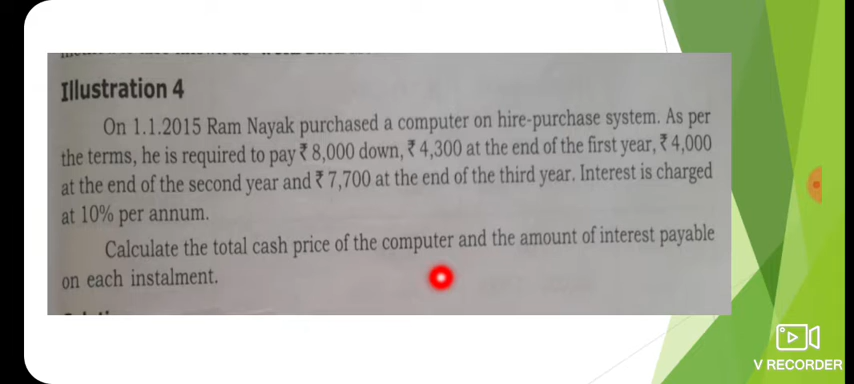 Illustration 4
On 1.1.2015 Ram Nayak purchased a computer on hire-purchase system. As per
the terms, he is required to pay ₹ 8,000 down, ₹ 4,300 at the end of the first year, ₹ 4,000
at the end of the second year and ₹ 7,700 at the end of the third year. Interest is charged
at 10% per annum.
Calculate the total cash price of the computer and the amount of interest payable
on each instalment.
V RECORDER